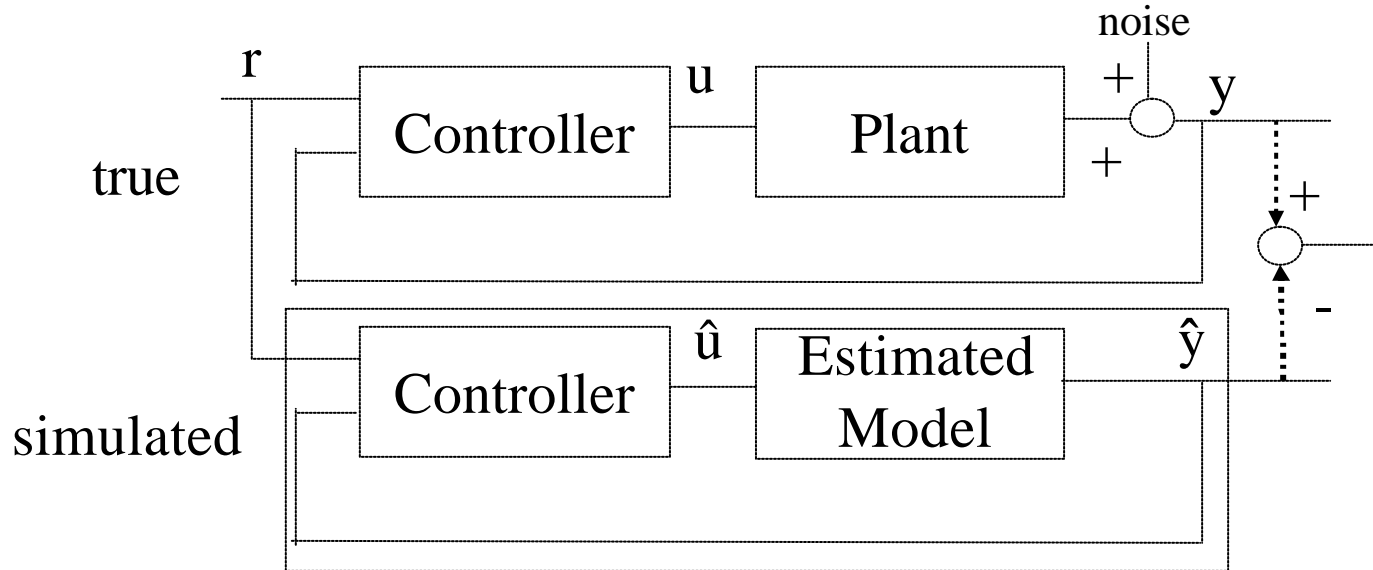 noise
r
u
+
y
Controller
Plant
+
true
+
-
û
ŷ
Controller
Estimated
Model
simulated